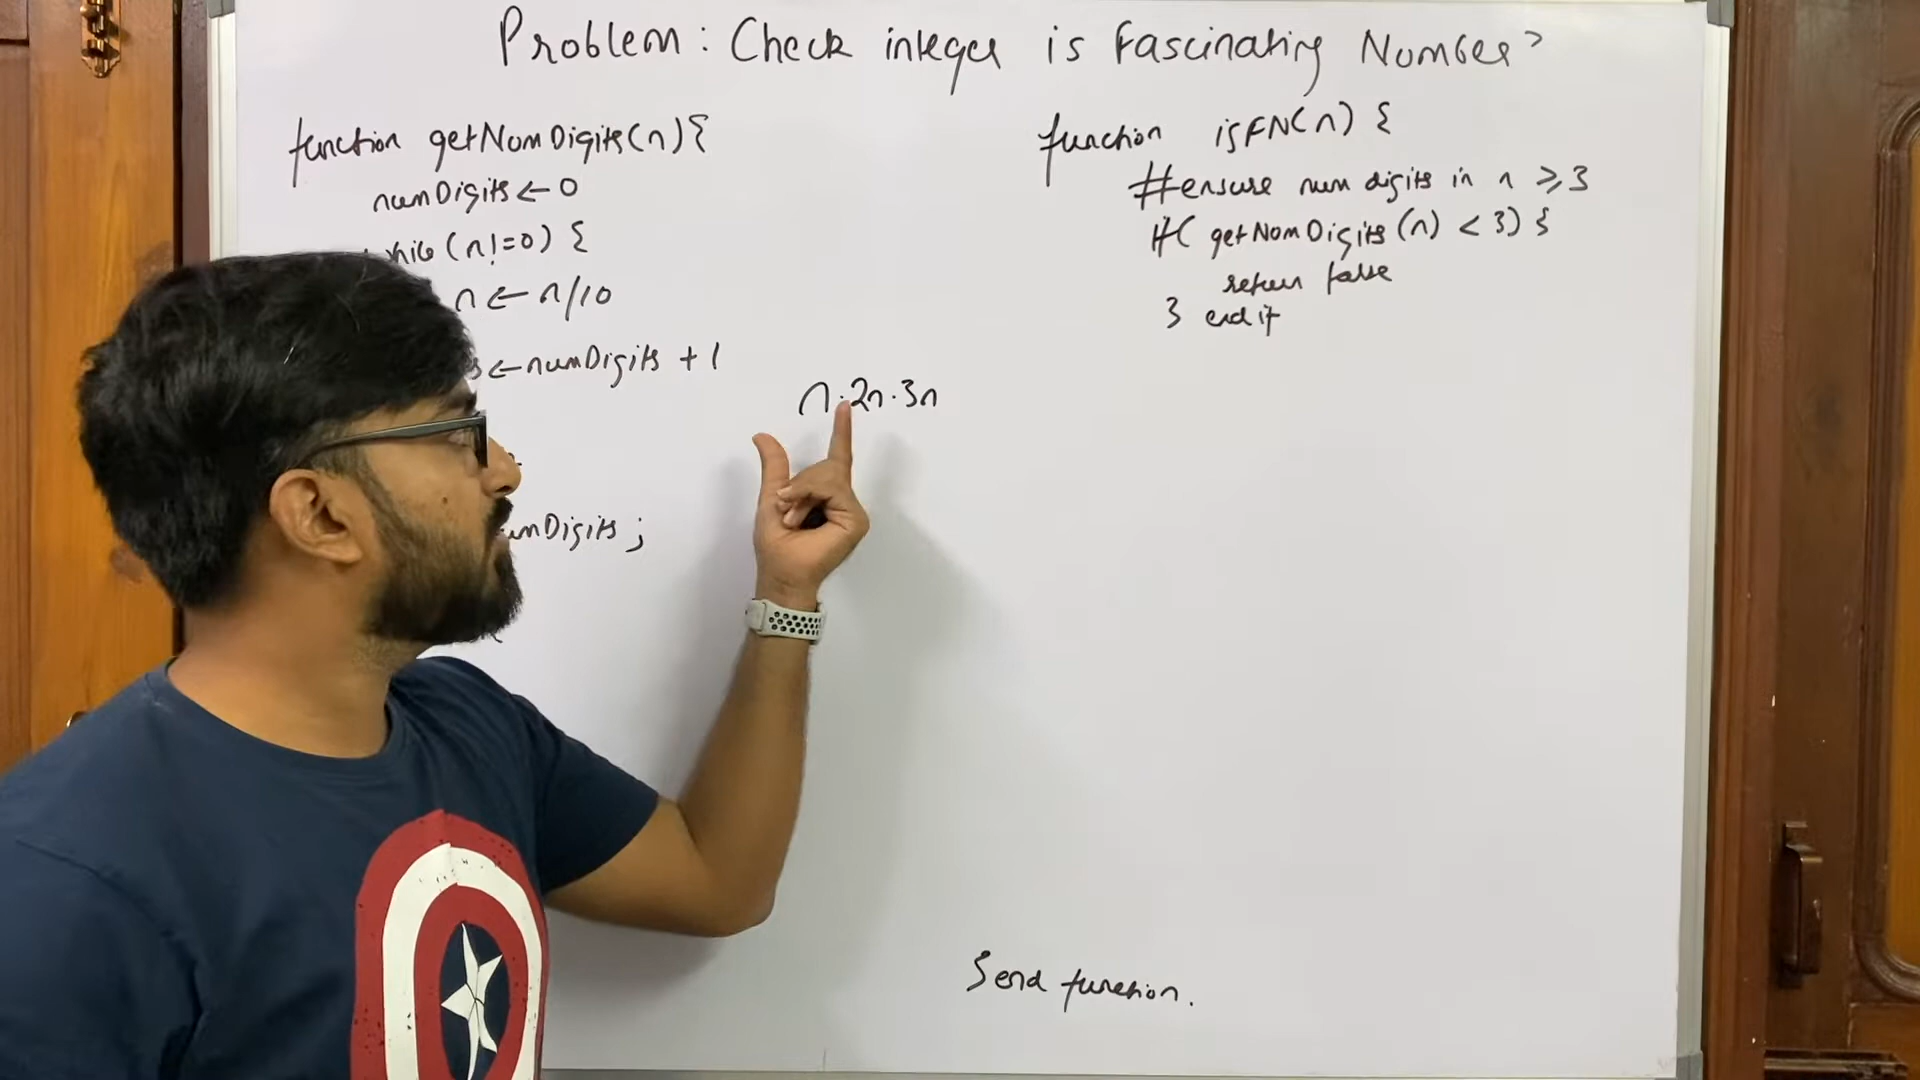 Problem: Check integer is Fascinating Number?
function getNumDigits(n){
numDigits ← 0
(n!=0) {
n ← n/10
← numDigits + 1
;
n.2n.3n
function isFN(n) {
#ensure num digits in n ≥ 3
if( getNumDigits(n) < 3) {
return false
} end if
} end function.